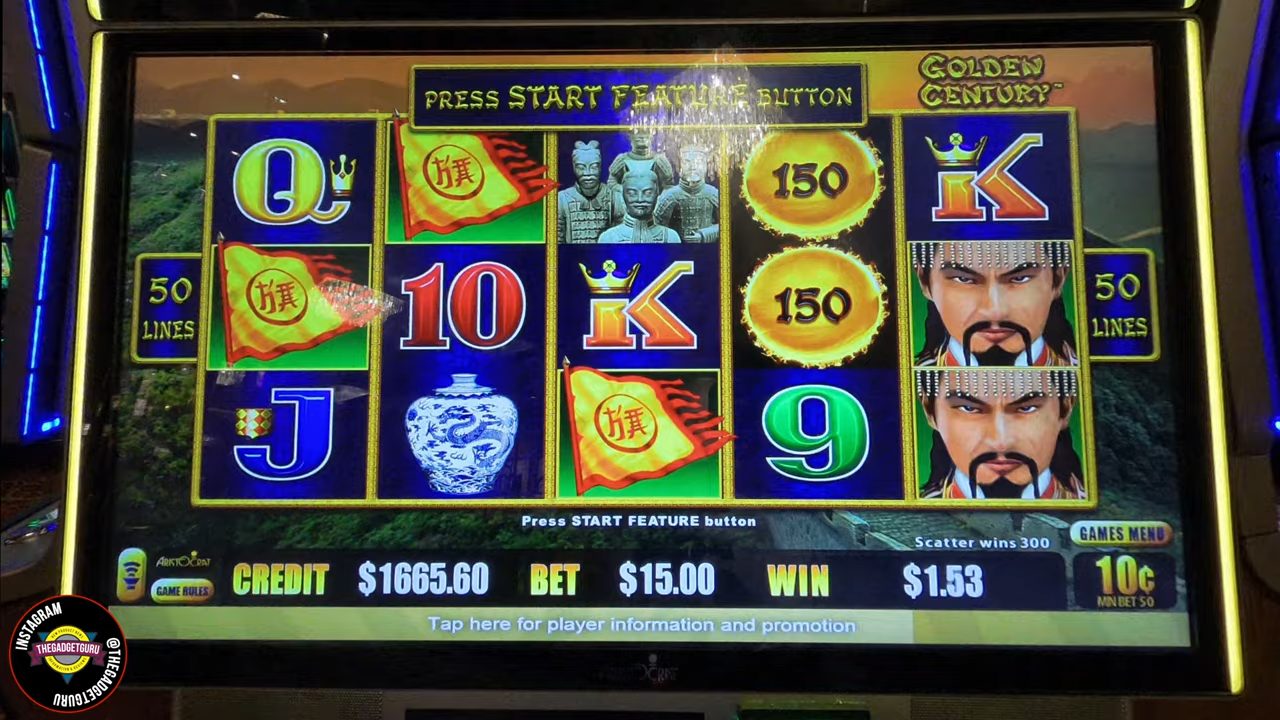 GOLDEN
CENTURY™
PRESS START FEATURE BUTTON
Q
旗
150
K
50
LINES
旗
10
K
150
50
LINES
J
旗
9
Press START FEATURE button
Scatter wins 300
GAMES MENU
ARISTOCRAT
GAME RULES
CREDIT $1665.60 BET $15.00 WIN $1.53
10¢
MIN BET 50
Tap here for player information and promotion
INSTAGRAM
THEGADGETGURU
@THEGADGETGURU